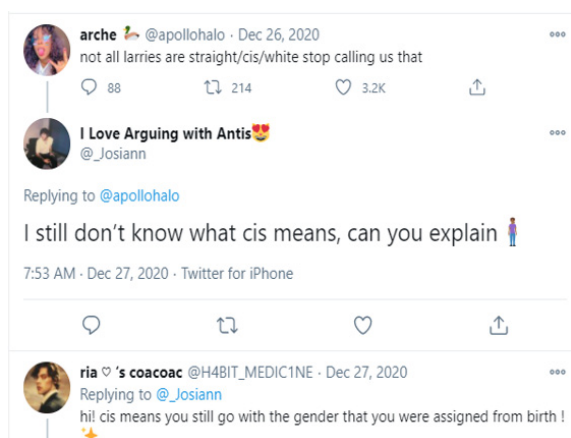 arche @apollohalo · Dec 26, 2020
not all larries are straight/cis/white stop calling us that
88 214 3.2K
I Love Arguing with Antis😍
@_Josiann
Replying to @apollohalo
I still don't know what cis means, can you explain 🧍🏾‍♀️
7:53 AM · Dec 27, 2020 · Twitter for iPhone
ria ♡ 's coacoac @H4BIT_MEDIC1NE · Dec 27, 2020
Replying to @_Josiann
hi! cis means you still go with the gender that you were assigned from birth !
✨